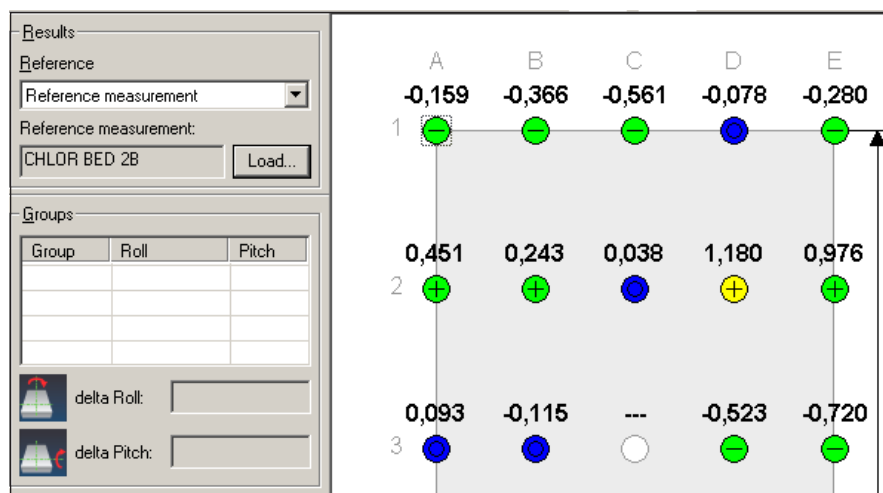 Results
Reference
Reference measurement
Reference measurement:
CHLOR BED 2B
Load...
Groups
Group Roll Pitch
delta Roll:
delta Pitch:
A B C D E
-0,159 -0,366 -0,561 -0,078 -0,280
1
0,451 0,243 0,038 1,180 0,976
2
0,093 -0,115 --- -0,523 -0,720
3